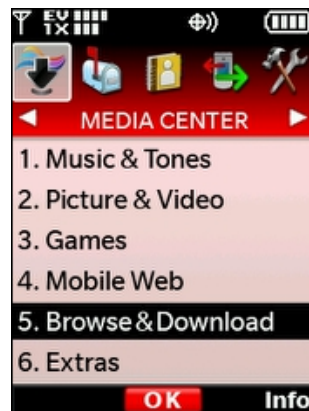 EV
1X
MEDIA CENTER
1. Music & Tones
2. Picture & Video
3. Games
4. Mobile Web
5. Browse & Download
6. Extras
OK Info